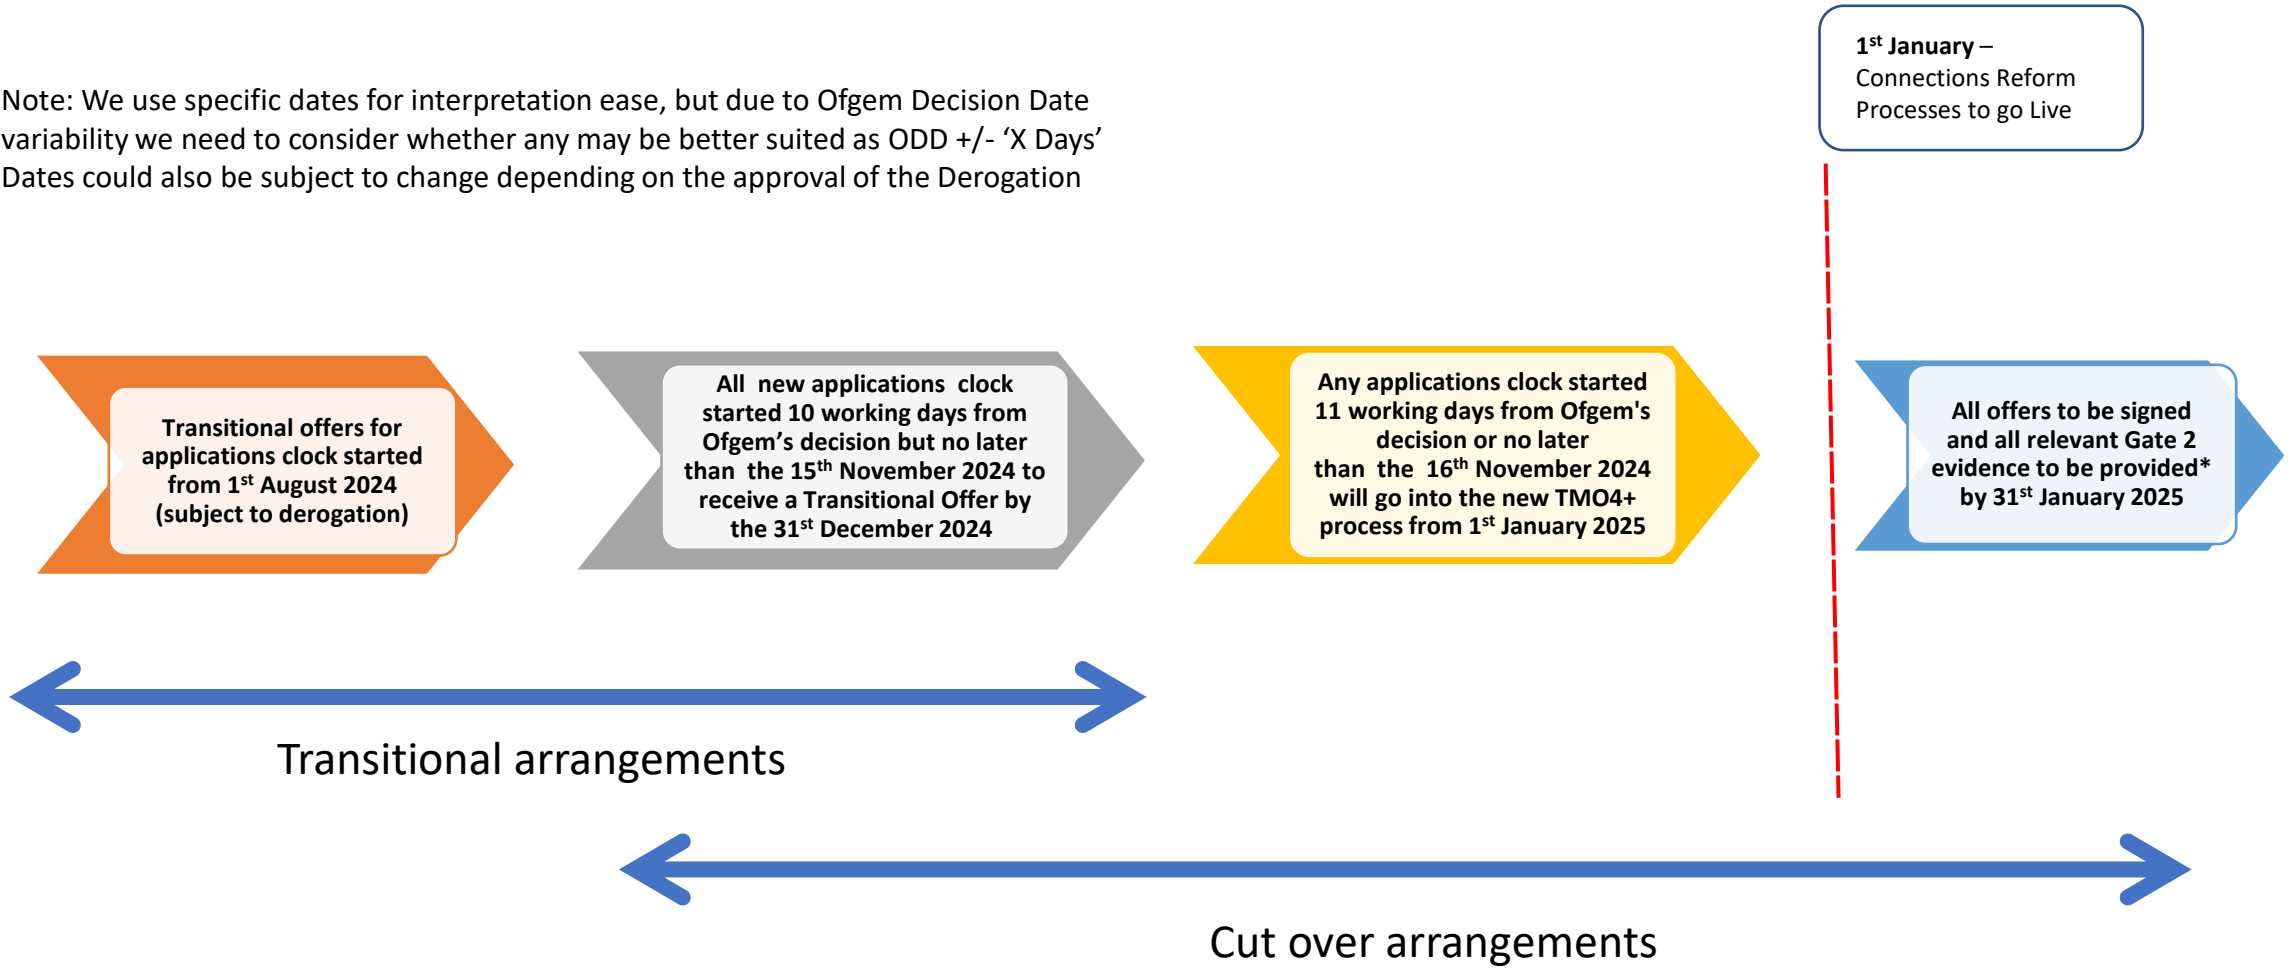 1st January –
Connections Reform
Processes to go Live
Note: We use specific dates for interpretation ease, but due to Ofgem Decision Date
variability we need to consider whether any may be better suited as ODD +/- ‘X Days’
Dates could also be subject to change depending on the approval of the Derogation
Transitional offers for
applications clock started
from 1st August 2024
(subject to derogation)
All new applications clock
started 10 working days from
Ofgem’s decision but no later
than the 15th November 2024 to
receive a Transitional Offer by
the 31st December 2024
Any applications clock started
11 working days from Ofgem's
decision or no later
than the 16th November 2024
will go into the new TMO4+
process from 1st January 2025
All offers to be signed
and all relevant Gate 2
evidence to be provided*
by 31st January 2025
Transitional arrangements
Cut over arrangements